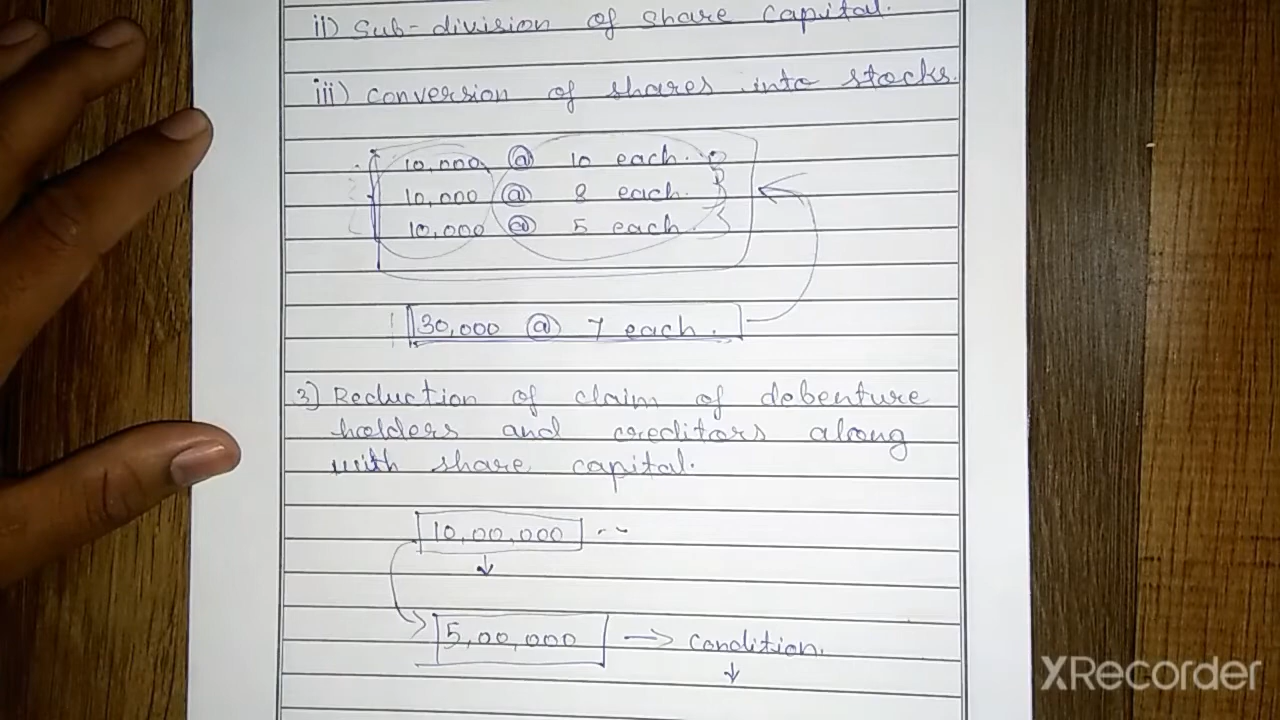 ii) Sub-division of share capital.
iii) conversion of shares into stocks.
10,000 @ 10 each.
10,000 @ 8 each.
10,000 @ 5 each.
30,000 @ 7 each.
3) Reduction of claim of debenture
holders and creditors along
with share capital.
10,00,000
5,00,000 → condition.
XRecorder